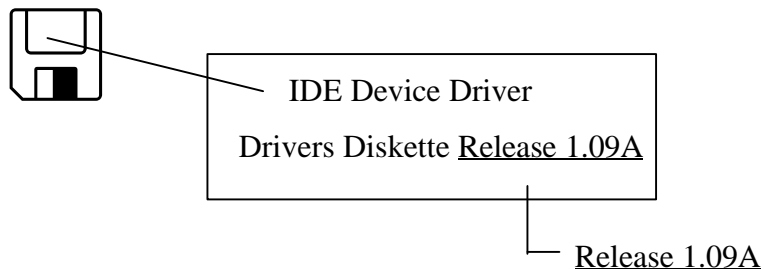 IDE Device Driver
Drivers Diskette Release 1.09A
Release 1.09A